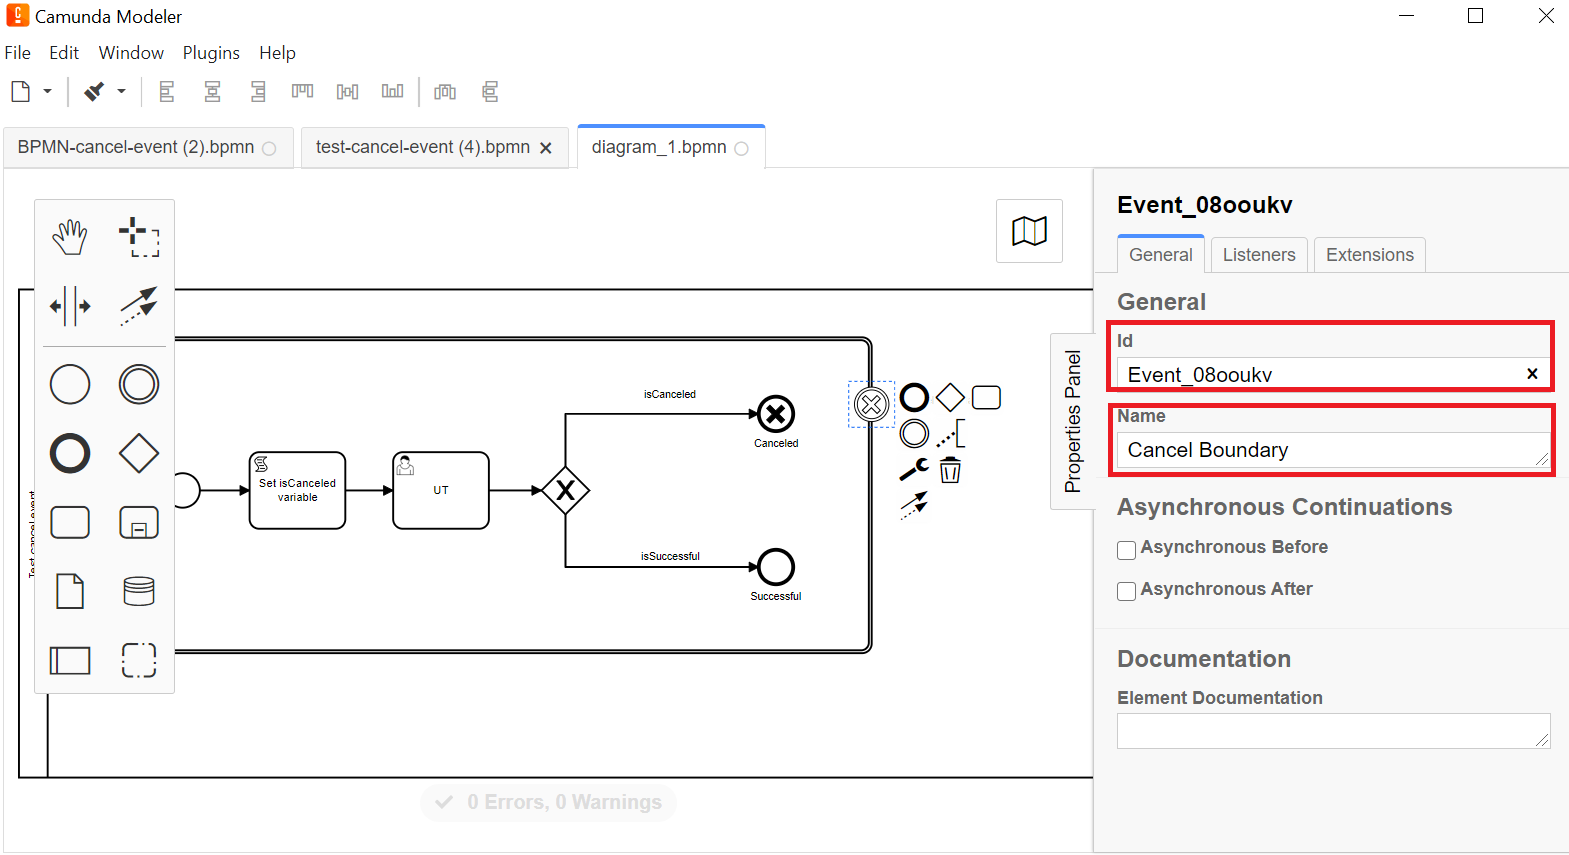 Camunda Modeler
File Edit Window Plugins Help
BPMN-cancel-event (2).bpmn
test-cancel-event (4).bpmn
diagram_1.bpmn
Test cancel event
Set isCanceled
variable
UT
isCanceled
Canceled
isSuccessful
Successful
0 Errors, 0 Warnings
Properties Panel
Event_08ooukv
General Listeners Extensions
General
Id
Event_08ooukv
Name
Cancel Boundary
Asynchronous Continuations
Asynchronous Before
Asynchronous After
Documentation
Element Documentation